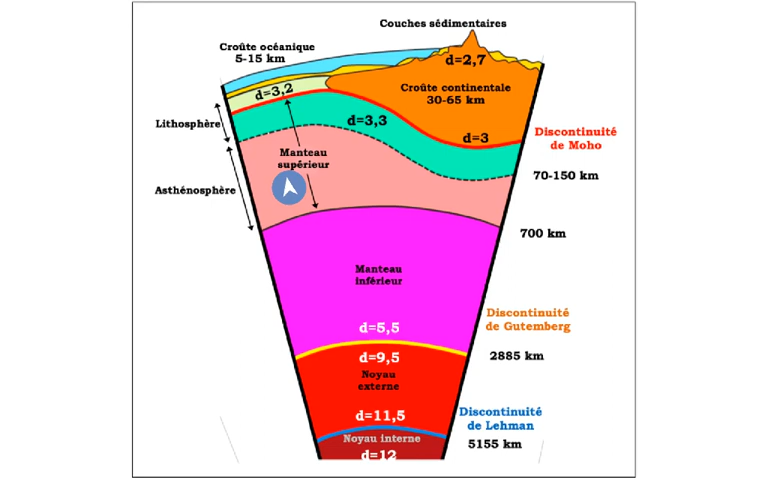 Couches sédimentaires
Croûte océanique
5-15 km
d=2,7
d=3,2
Croûte continentale
30-65 km
Lithosphère
d=3,3
d=3
Discontinuité
de Moho
Manteau
supérieur
70-150 km
Asthénosphère
700 km
Manteau
inférieur
Discontinuité
de Gutemberg
d=5,5
2885 km
d=9,5
Noyau
externe
d=11,5
Discontinuité
de Lehman
Noyau interne
5155 km
d=12